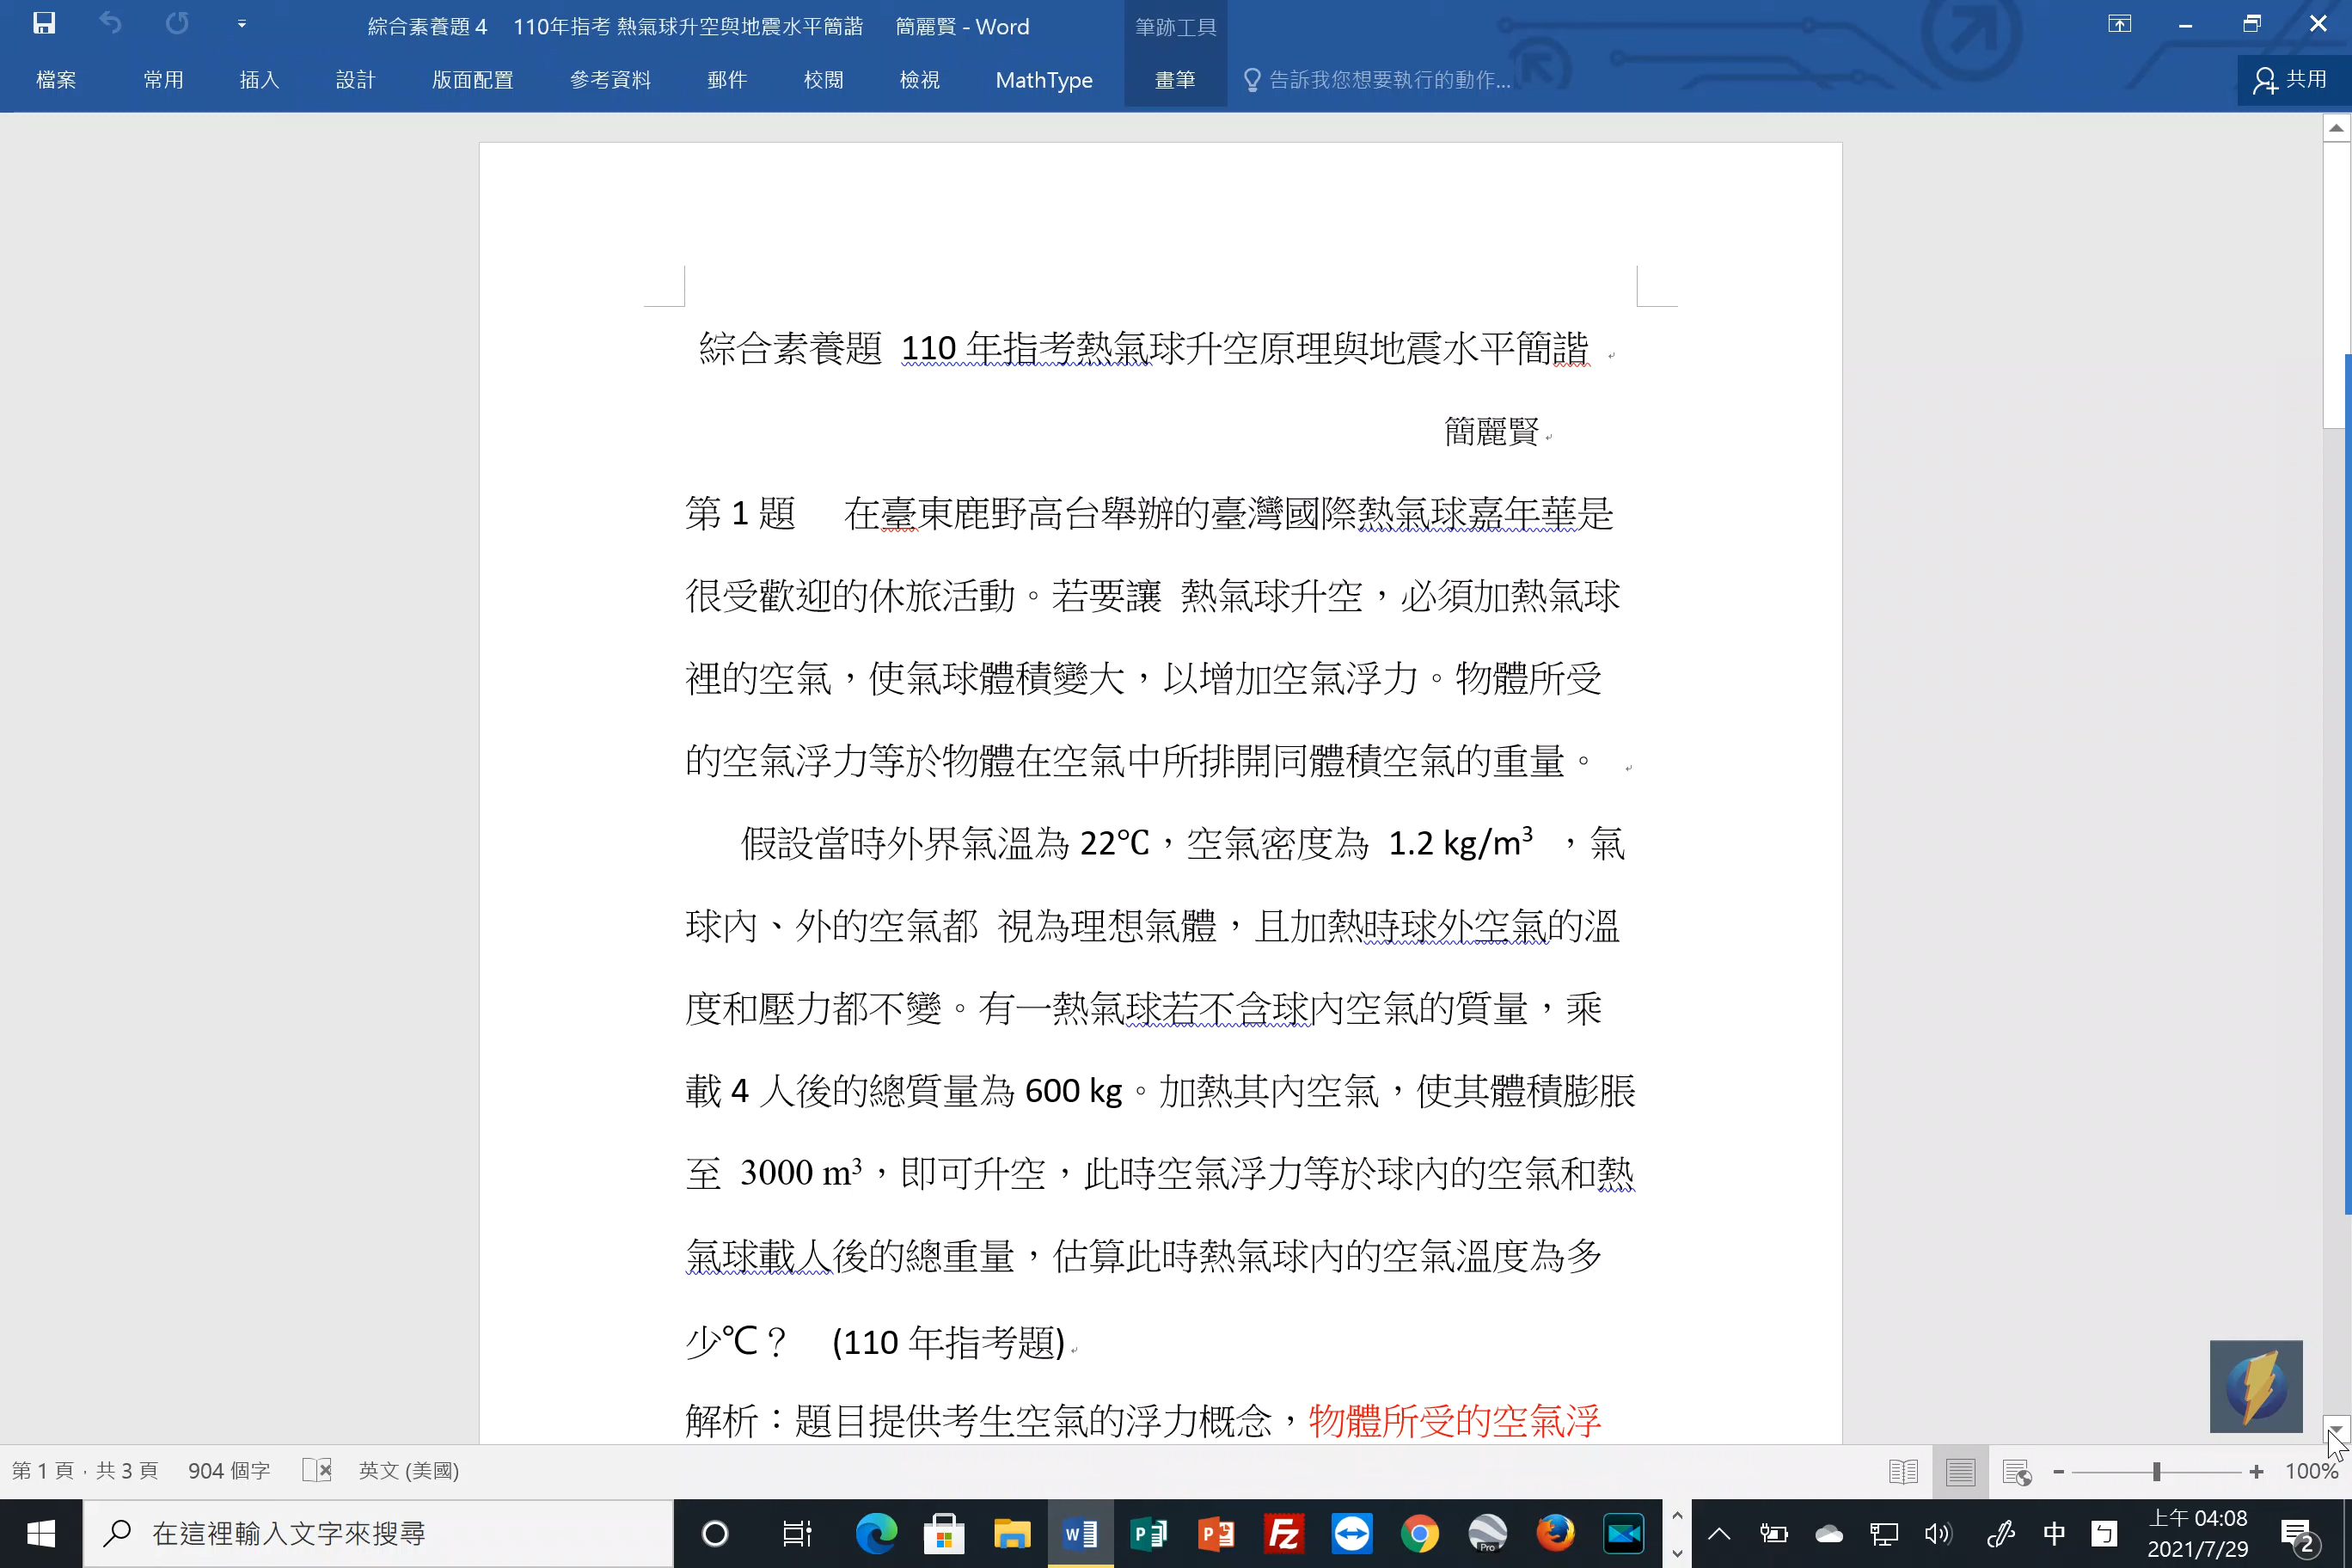 綜合素養題 4　110年指考 熱氣球升空與地震水平簡諧　簡麗賢 - Word
筆跡工具
檔案 常用 插入 設計 版面配置 參考資料 郵件 校閱 檢視 MathType 畫筆 告訴我您想要執行的動作... 共用
綜合素養題 110 年指考熱氣球升空原理與地震水平簡諧
簡麗賢
第 1 題　在臺東鹿野高台舉辦的臺灣國際熱氣球嘉年華是
很受歡迎的休旅活動。若要讓 熱氣球升空，必須加熱氣球
裡的空氣，使氣球體積變大，以增加空氣浮力。物體所受
的空氣浮力等於物體在空氣中所排開同體積空氣的重量。
假設當時外界氣溫為 22℃，空氣密度為 1.2 kg/m³ ，氣
球內、外的空氣都 視為理想氣體，且加熱時球外空氣的溫
度和壓力都不變。有一熱氣球若不含球內空氣的質量，乘
載 4 人後的總質量為 600 kg。加熱其內空氣，使其體積膨脹
至 3000 m³，即可升空，此時空氣浮力等於球內的空氣和熱
氣球載人後的總重量，估算此時熱氣球內的空氣溫度為多
少℃？　(110 年指考題)
解析：題目提供考生空氣的浮力概念，物體所受的空氣浮
第 1 頁，共 3 頁 904 個字 英文 (美國) 100%
在這裡輸入文字來搜尋
Pro
中
ㄅ
上午 04:08
2021/7/29
2